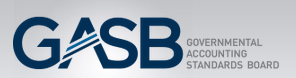 GASB
GOVERNMENTAL
ACCOUNTING
STANDARDS BOARD